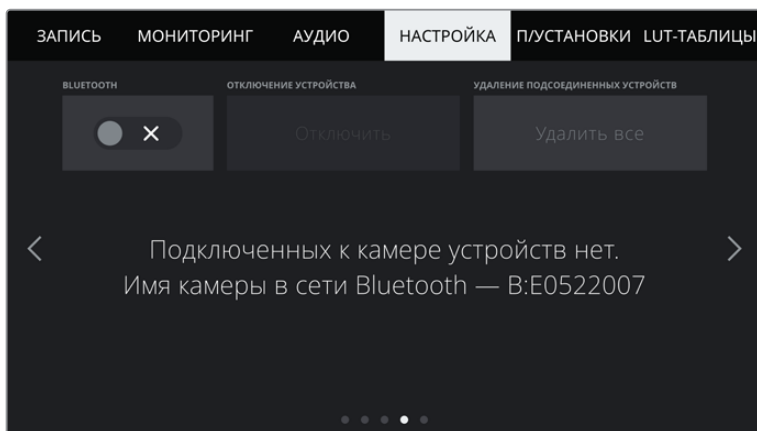 ЗАПИСЬ МОНИТОРИНГ АУДИО НАСТРОЙКА П/УСТАНОВКИ LUT-ТАБЛИЦЫ
BLUETOOTH ОТКЛЮЧЕНИЕ УСТРОЙСТВА УДАЛЕНИЕ ПОДСОЕДИНЕННЫХ УСТРОЙСТВ
Отключить Удалить все
Подключенных к камере устройств нет.
Имя камеры в сети Bluetooth — B:E0522007